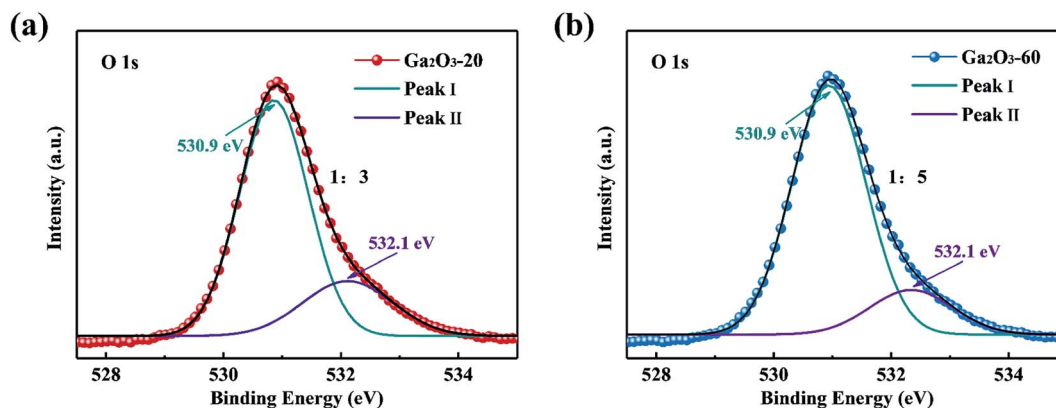 (a)
O 1s
Ga₂O₃-20
Peak I
Peak II
530.9 eV
1: 3
532.1 eV
Intensity (a.u.)
528 530 532 534
Binding Energy (eV)
(b)
O 1s
Ga₂O₃-60
Peak I
Peak II
530.9 eV
1: 5
532.1 eV
Intensity (a.u.)
528 530 532 534
Binding Energy (eV)